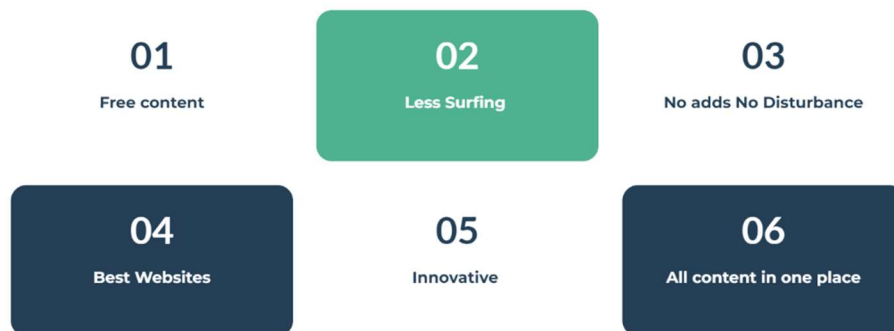 01
Free content
02
Less Surfing
03
No adds No Disturbance
04
Best Websites
05
Innovative
06
All content in one place